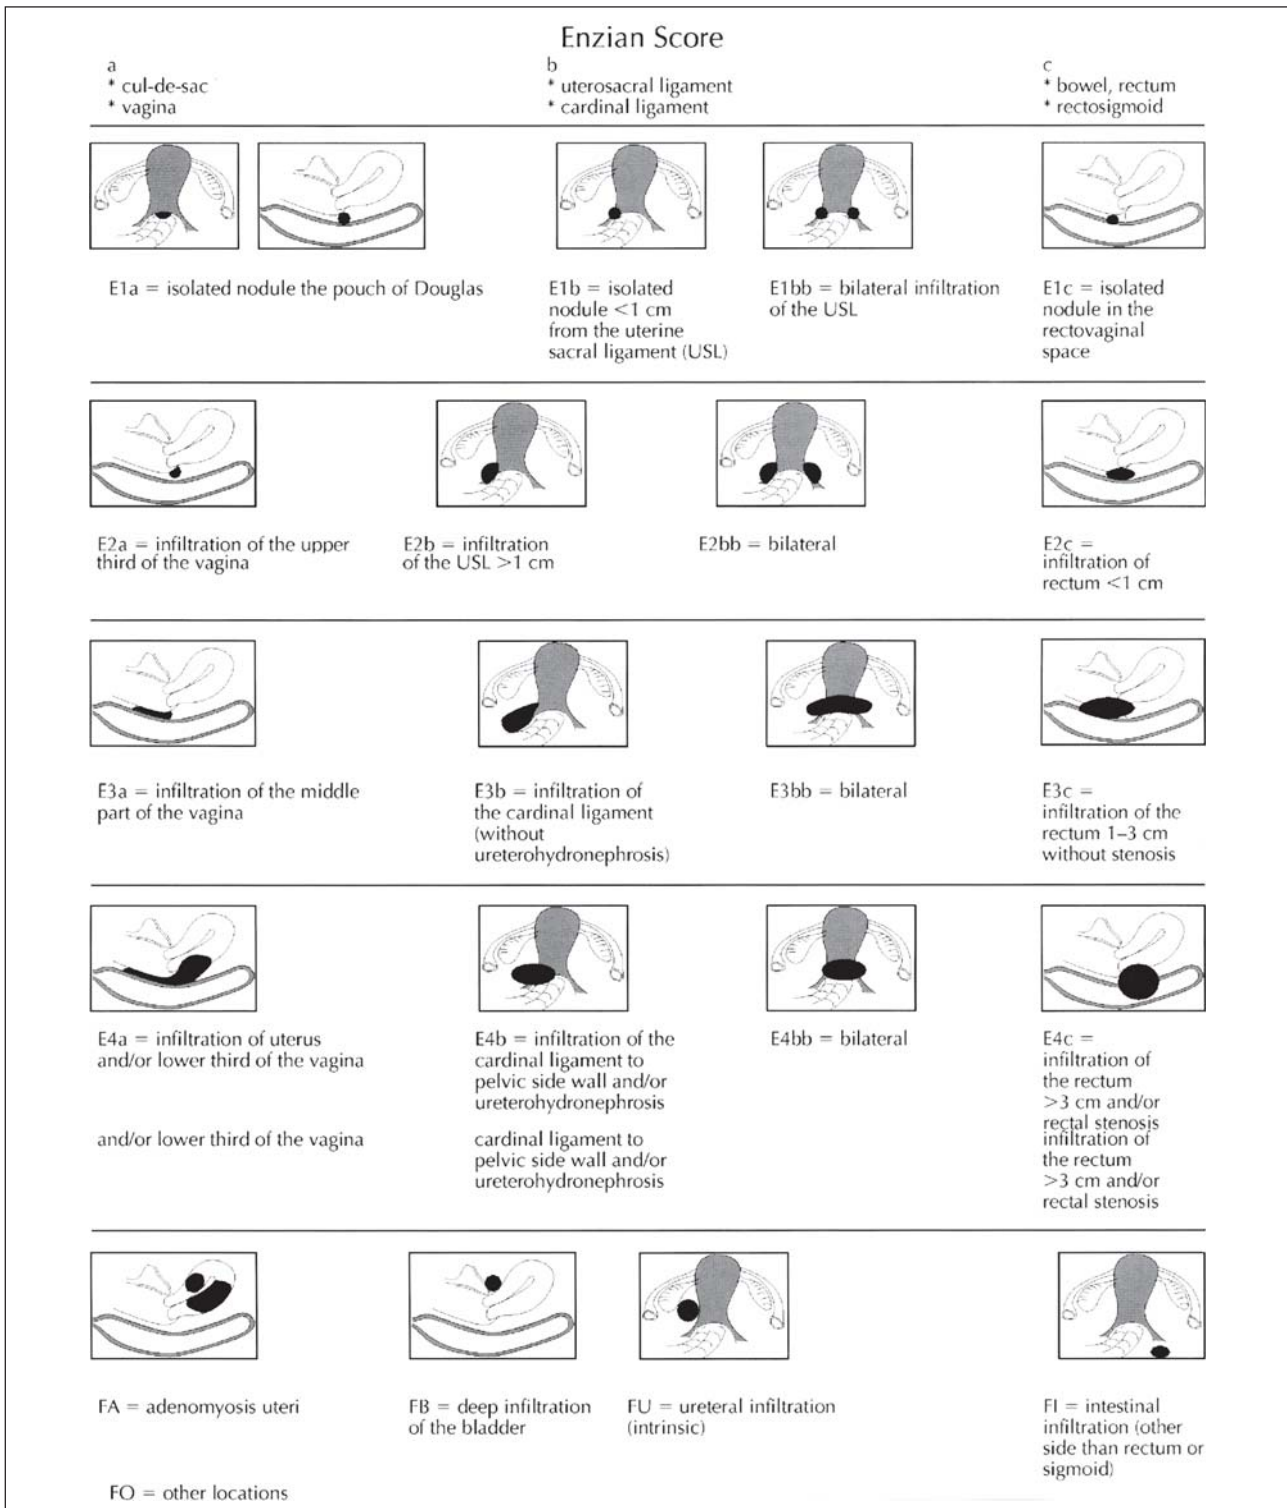 Enzian Score
a
* cul-de-sac
* vagina
b
* uterosacral ligament
* cardinal ligament
c
* bowel, rectum
* rectosigmoid
E1a = isolated nodule the pouch of Douglas
E1b = isolated
nodule <1 cm
from the uterine
sacral ligament (USL)
E1bb = bilateral infiltration
of the USL
E1c = isolated
nodule in the
rectovaginal
space
E2a = infiltration of the upper
third of the vagina
E2b = infiltration
of the USL >1 cm
E2bb = bilateral
E2c =
infiltration of
rectum <1 cm
E3a = infiltration of the middle
part of the vagina
E3b = infiltration of
the cardinal ligament
(without
ureterohydronephrosis)
E3bb = bilateral
E3c =
infiltration of the
rectum 1–3 cm
without stenosis
E4a = infiltration of uterus
and/or lower third of the vagina
and/or lower third of the vagina
E4b = infiltration of the
cardinal ligament to
pelvic side wall and/or
ureterohydronephrosis
cardinal ligament to
pelvic side wall and/or
ureterohydronephrosis
E4bb = bilateral
E4c =
infiltration of
the rectum
>3 cm and/or
rectal stenosis
infiltration of
the rectum
>3 cm and/or
rectal stenosis
FA = adenomyosis uteri
FB = deep infiltration
of the bladder
FU = ureteral infiltration
(intrinsic)
FI = intestinal
infiltration (other
side than rectum or
sigmoid)
FO = other locations